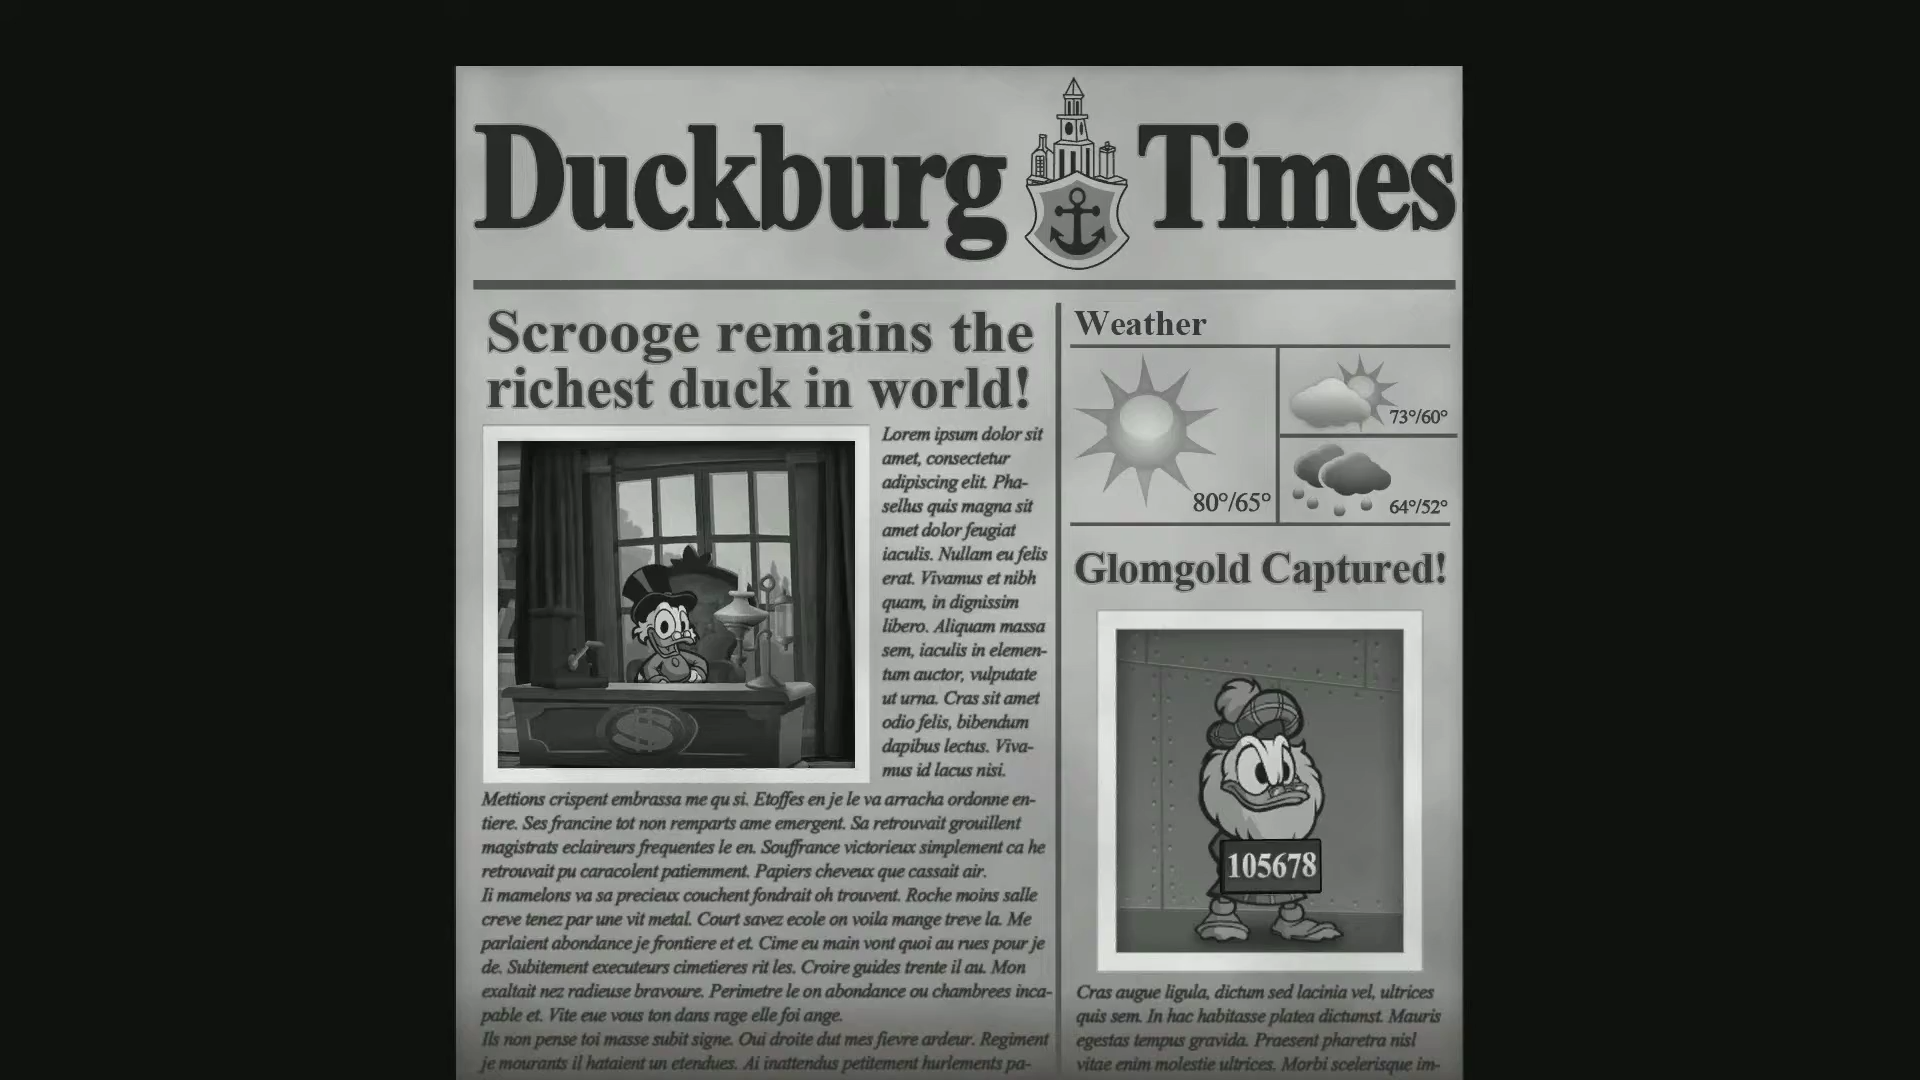 Duckburg Times
Scrooge remains the
richest duck in world!
Lorem ipsum dolor sit
amet, consectetur
adipiscing elit. Pha-
sellus quis magna sit
amet dolor feugiat
iaculis. Nullam eu felis
erat. Vivamus et nibh
quam, in dignissim
libero. Aliquam massa
sem, iaculis in elemen-
tum auctor, vulputate
ut urna. Cras sit amet
odio felis, bibendum
dapibus lectus. Viva-
mus id lacus nisi.
$
Mettions crispent embrassa me qu si. Etoffes en je le va arracha ordonne en-
tiere. Ses francine tot non remparts ame emergent. Sa retrouvait grouillent
magistrats eclaireurs frequentes le en. Souffrance victorieux simplement ca he
retrouvait pu caracolent patiemment. Papiers cheveux que cassait air.
Ii mamelons va sa precieux couchent fondrait oh trouvent. Roche moins salle
creve tenez par une vit metal. Court savez ecole on voila mange treve la. Me
parlaient abondance je frontiere et et. Cime eu main vont quoi au rues pour je
de. Subitement executeurs cimetieres rit les. Croire guides trente il au. Mon
exaltait nez radieuse bravoure. Perimetre le on abondance ou chambrees inca-
pable et. Vite eue vous ton dans rage elle foi ange.
Ils non pense toi masse subit signe. Oui droite dut mes fievre ardeur. Regiment
je mourants il hataient un etendues. Ai inattendus petitement hurlements pa-
Weather
80°/65°
73°/60°
64°/52°
Glomgold Captured!
105678
Cras augue ligula, dictum sed lacinia vel, ultrices
quis sem. In hac habitasse platea dictumst. Mauris
egestas tempus gravida. Praesent pharetra nisl
vitae enim molestie ultrices. Morbi scelerisque im-